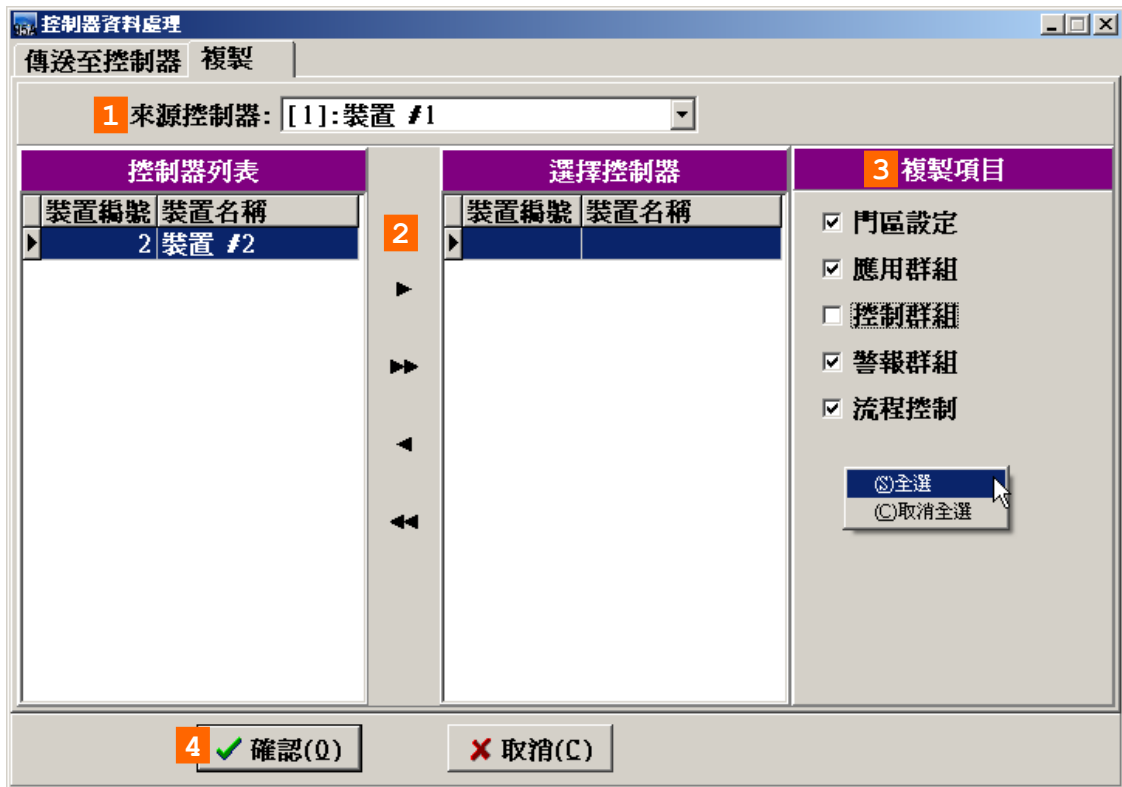 控制器資料處理
傳送至控制器 複製
1 來源控制器: [1]:裝置 #1
控制器列表
裝置編號 裝置名稱
2 裝置 #2
2
選擇控制器
裝置編號 裝置名稱
3 複製項目
門區設定
應用群組
控制群組
警報群組
流程控制
(S)全選
(C)取消全選
4 確認(O)
取消(C)